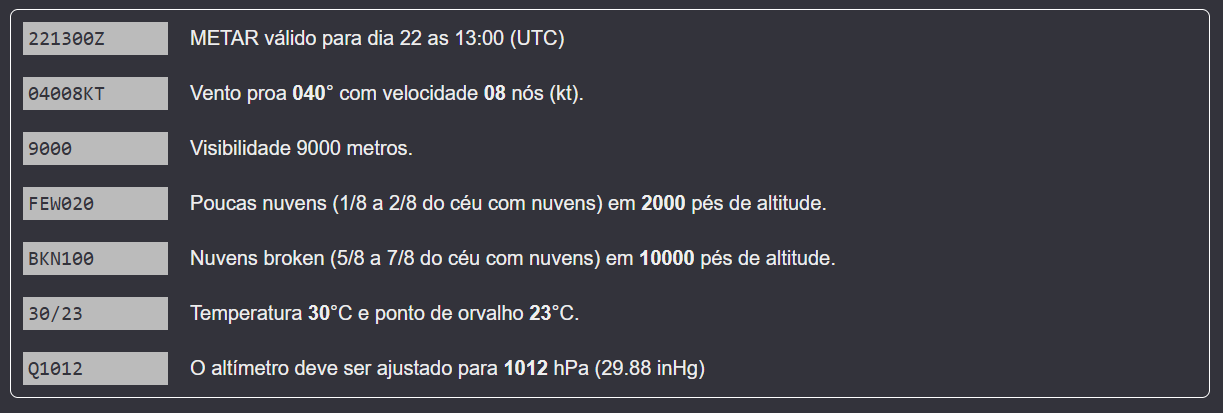 221300Z METAR válido para dia 22 as 13:00 (UTC)
04008KT Vento proa 040° com velocidade 08 nós (kt).
9000 Visibilidade 9000 metros.
FEW020 Poucas nuvens (1/8 a 2/8 do céu com nuvens) em 2000 pés de altitude.
BKN100 Nuvens broken (5/8 a 7/8 do céu com nuvens) em 10000 pés de altitude.
30/23 Temperatura 30°C e ponto de orvalho 23°C.
Q1012 O altímetro deve ser ajustado para 1012 hPa (29.88 inHg)